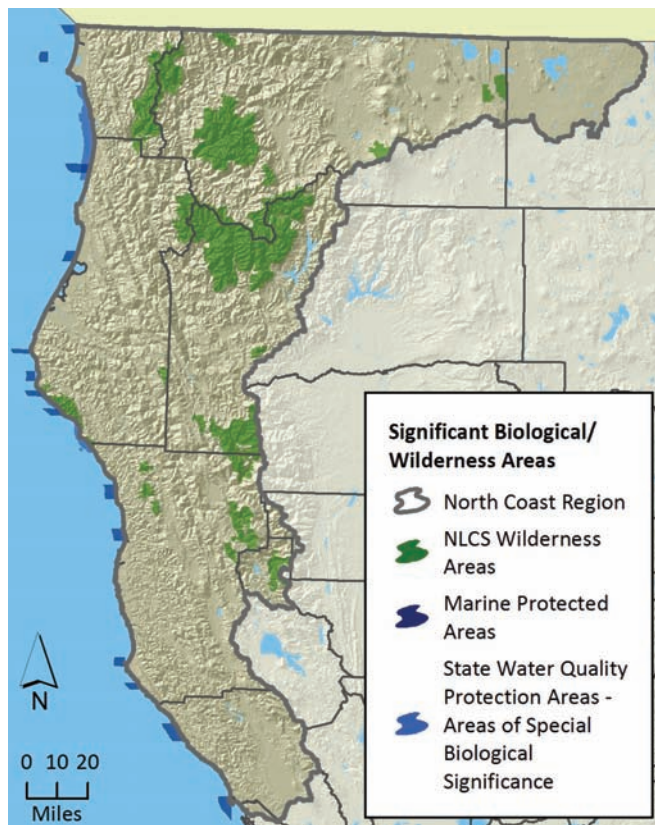 Significant Biological/
Wilderness Areas
North Coast Region
NLCS Wilderness
Areas
Marine Protected
Areas
State Water Quality
Protection Areas -
Areas of Special
Biological
Significance
N
0 10 20
Miles